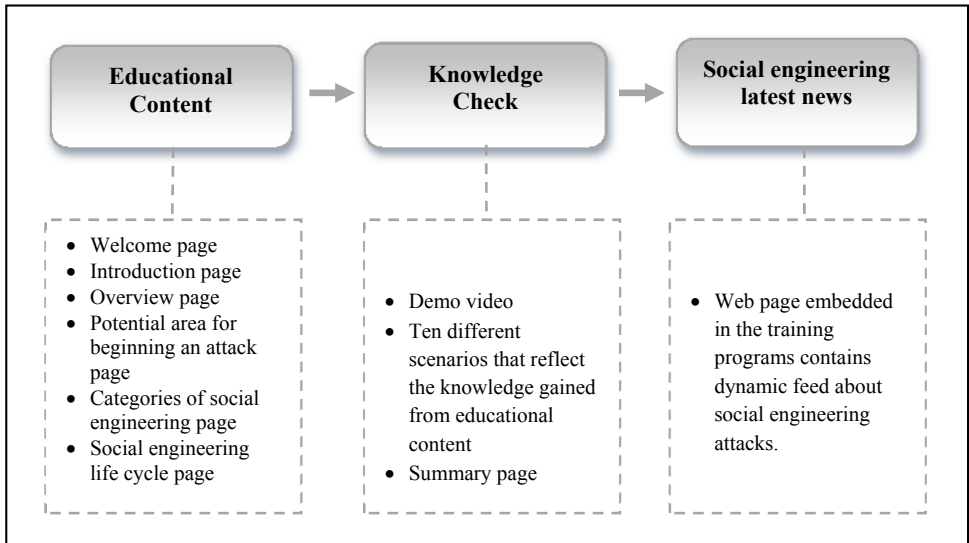 Educational
Content
Knowledge
Check
Social engineering
latest news
• Welcome page
• Introduction page
• Overview page
• Potential area for
beginning an attack
page
• Categories of social
engineering page
• Social engineering
life cycle page
• Demo video
• Ten different
scenarios that reflect
the knowledge gained
from educational
content
• Summary page
• Web page embedded
in the training
programs contains
dynamic feed about
social engineering
attacks.